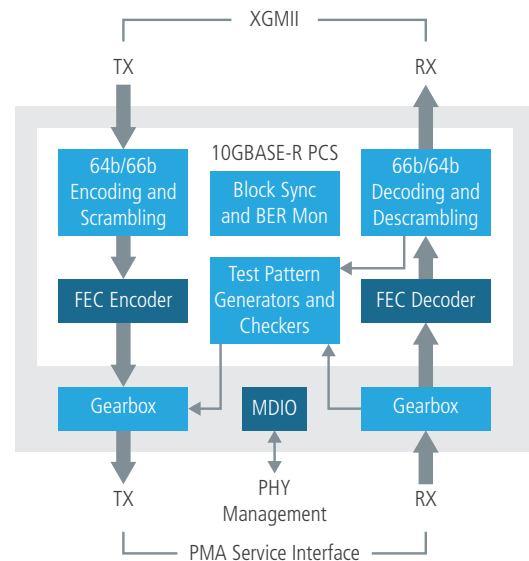 XGMII
TX
RX
10GBASE-R PCS
64b/66b
Encoding and
Scrambling
Block Sync
and BER Mon
66b/64b
Decoding and
Descrambling
FEC Encoder
Test Pattern
Generators and
Checkers
FEC Decoder
Gearbox
MDIO
Gearbox
TX
PHY
Management
RX
PMA Service Interface